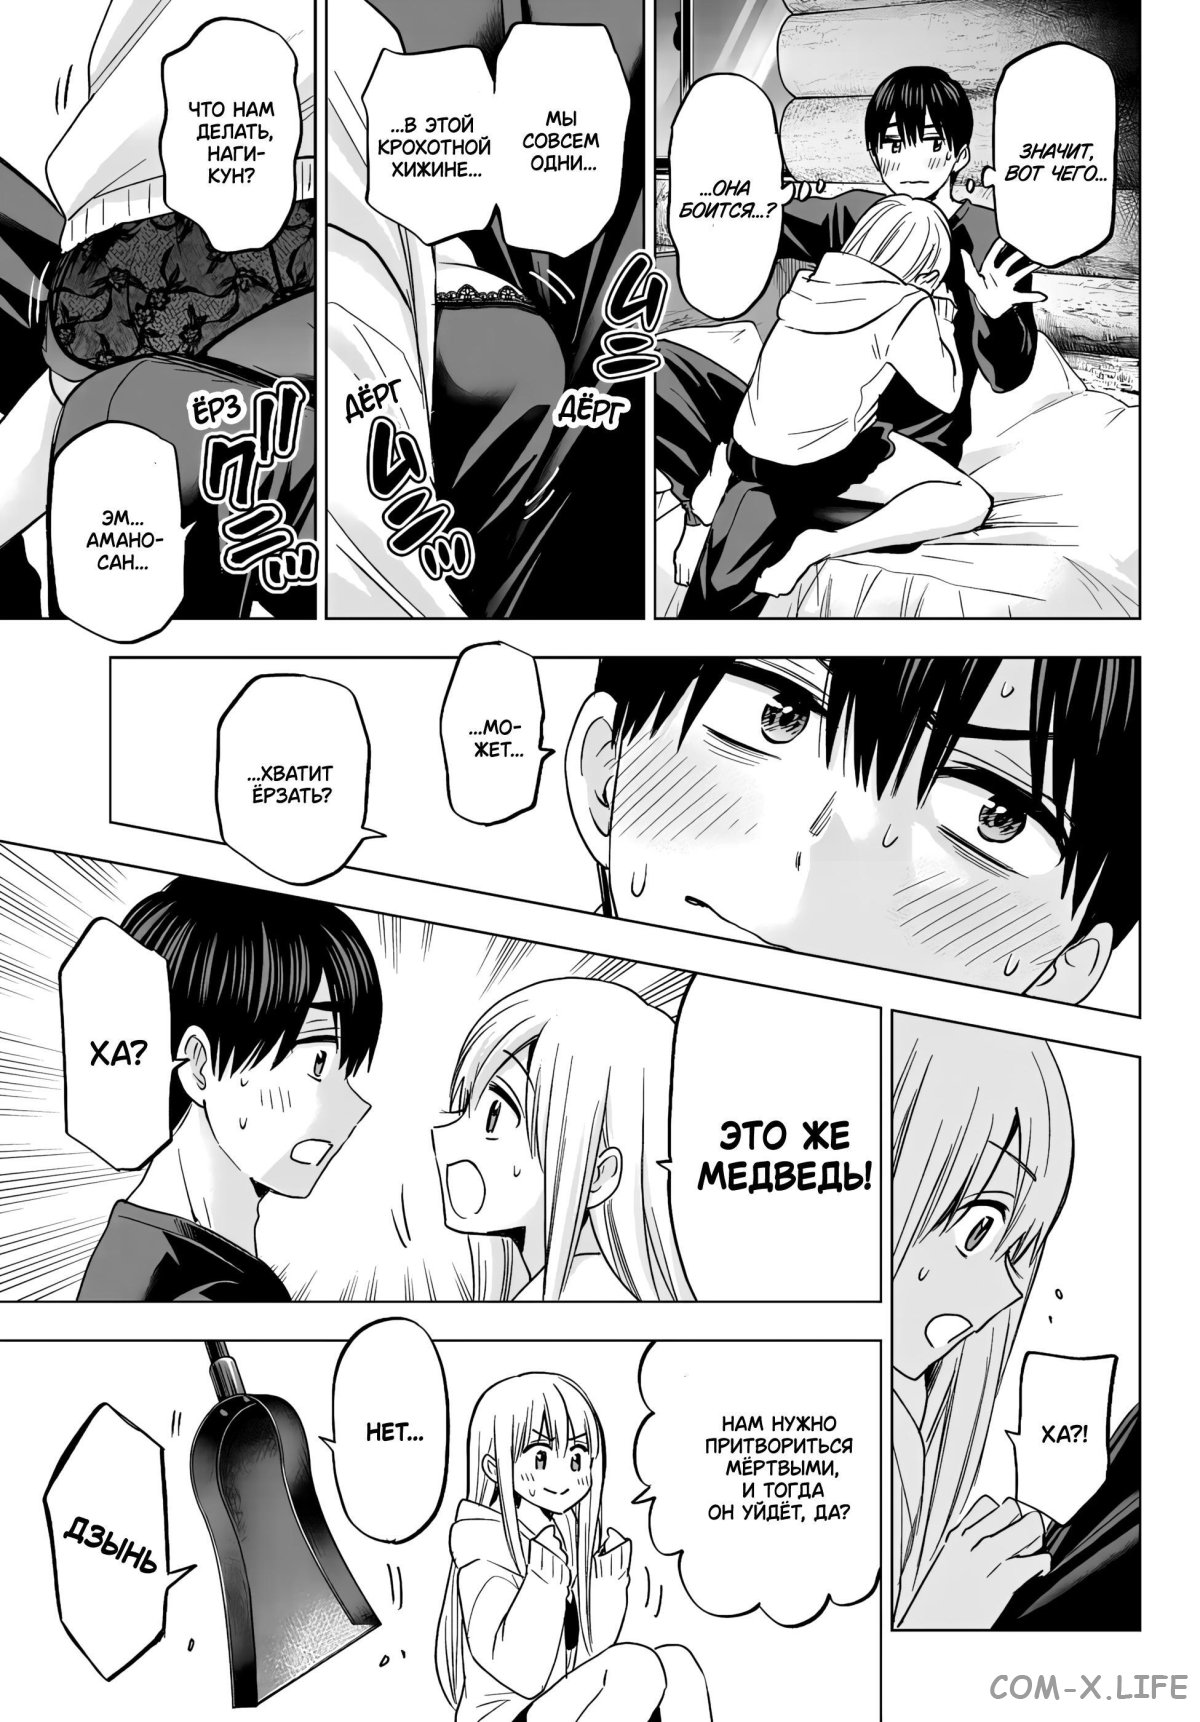 ЗНАЧИТ,
ВОТ ЧЕГО...
...ОНА
БОИТСЯ...?
МЫ
СОВСЕМ
ОДНИ...
...В ЭТОЙ
КРОХОТНОЙ
ХИЖИНЕ...
ДЁРГ
ДЁРГ
ЧТО НАМ
ДЕЛАТЬ,
НАГИ-
КУН?
ЁРЗ
ЭМ...
АМАНО-
САН...
...МО-
ЖЕТ...
...ХВАТИТ
ЁРЗАТЬ?
ХА?!
ЭТО ЖЕ
МЕДВЕДЬ!
ХА?
НАМ НУЖНО
ПРИТВОРИТЬСЯ
МЁРТВЫМИ,
И ТОГДА
ОН УЙДЁТ, ДА?
НЕТ...
ДЗЫНЬ
COM-X.LIFE